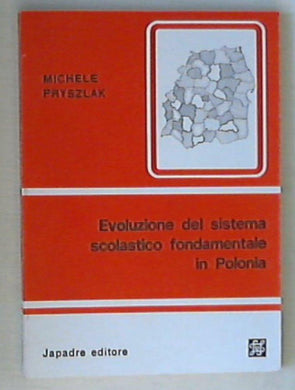 MICHELE
PRYSZLAK
Evoluzione del sistema
scolastico fondamentale
in Polonia
Japadre editore